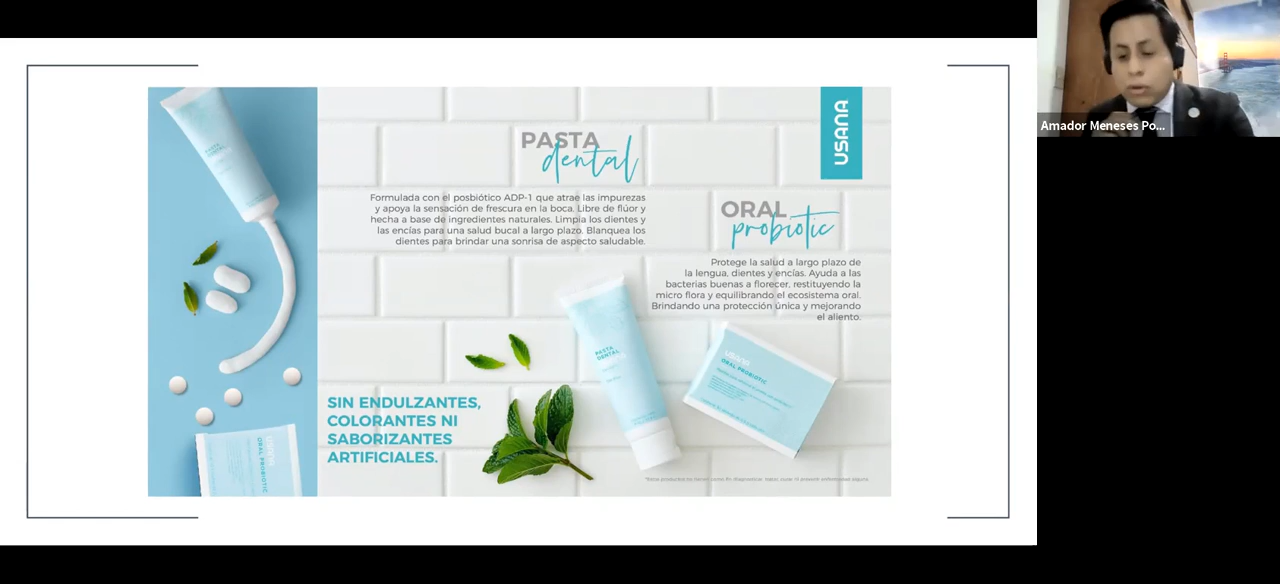 PASTA
dental
Formulada con el posbiótico ADP-1 que atrae las impurezas
y apoya la sensación de frescura en la boca. Libre de flúor y
hecha a base de ingredientes naturales. Limpia los dientes y
las encías para una salud bucal a largo plazo. Blanquea los
dientes para brindar una sonrisa de aspecto saludable.
USANA
ORAL
probiotic
Protege la salud a largo plazo de
la lengua, dientes y encías. Ayuda a las
bacterias buenas a florecer, restituyendo la
micro flora y equilibrando el ecosistema oral.
Brindando una protección única y mejorando
el aliento.
PASTA
DENTAL
USANA
ORAL PROBIOTIC
SIN ENDULZANTES,
COLORANTES NI
SABORIZANTES
ARTIFICIALES.
PASTA
DENTAL
USANA
ORAL PROBIOTIC
Amador Meneses Po...